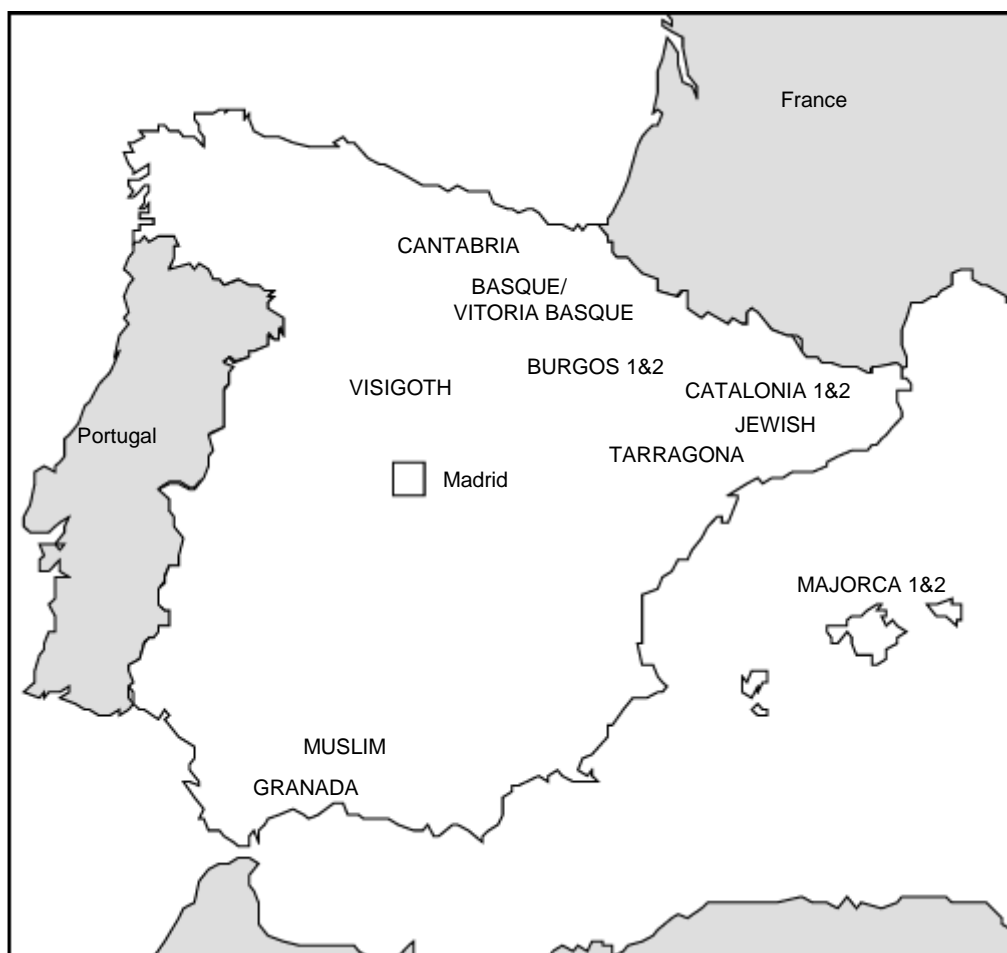 France
CANTABRIA
BASQUE/
VITORIA BASQUE
BURGOS 1&2
VISIGOTH
CATALONIA 1&2
JEWISH
Portugal
TARRAGONA
Madrid
MAJORCA 1&2
MUSLIM
GRANADA